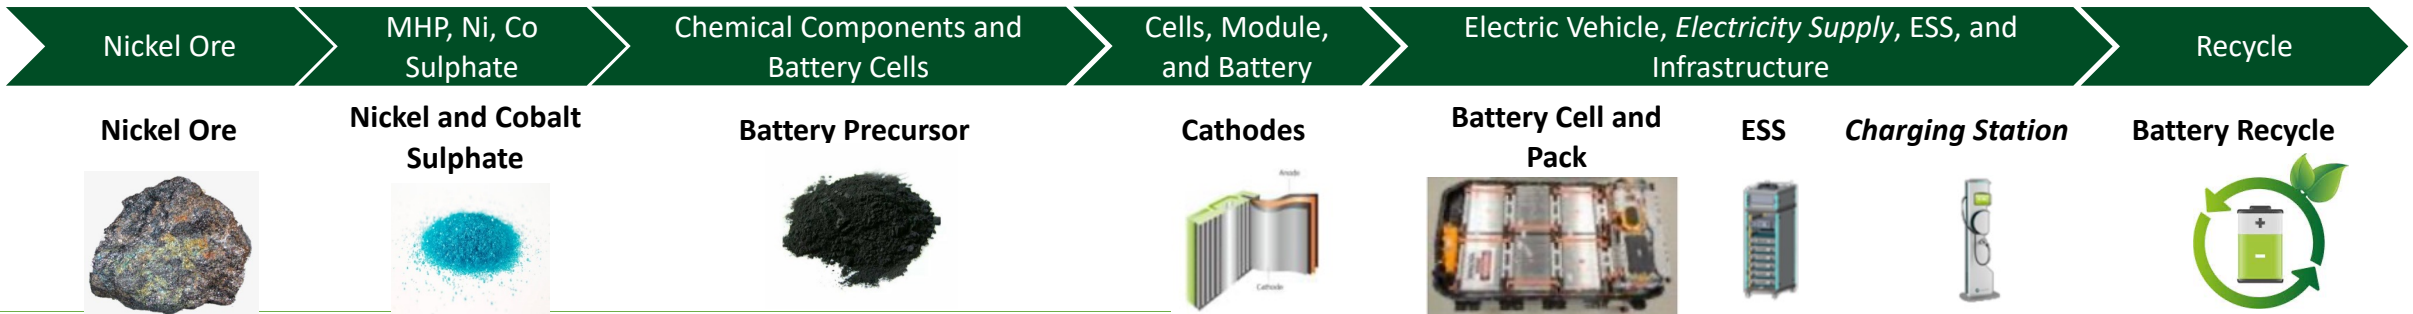 Nickel Ore
MHP, Ni, Co
Sulphate
Chemical Components and
Battery Cells
Cells, Module,
and Battery
Electric Vehicle, Electricity Supply, ESS, and
Infrastructure
Recycle
Nickel Ore
Nickel and Cobalt
Sulphate
Battery Precursor
Cathodes
Battery Cell and
Pack
ESS
Charging Station
Battery Recycle
Anode
Cathode
+
-